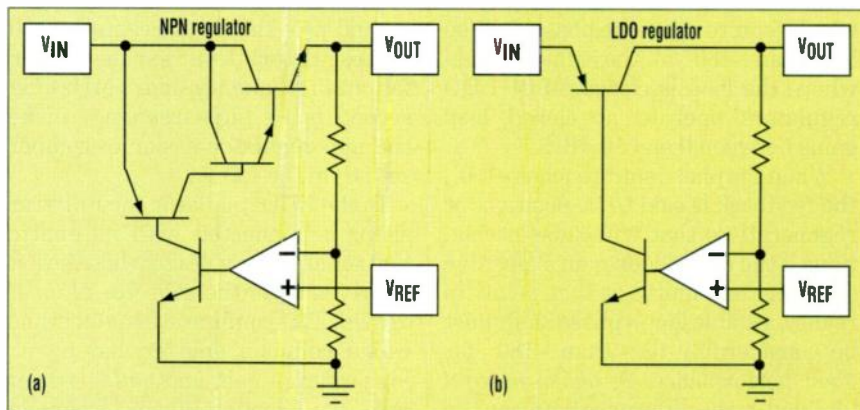 NPN regulator
VIN
VOUT
VREF
(a)
LDO regulator
VIN
VOUT
VREF
(b)
− +
− +